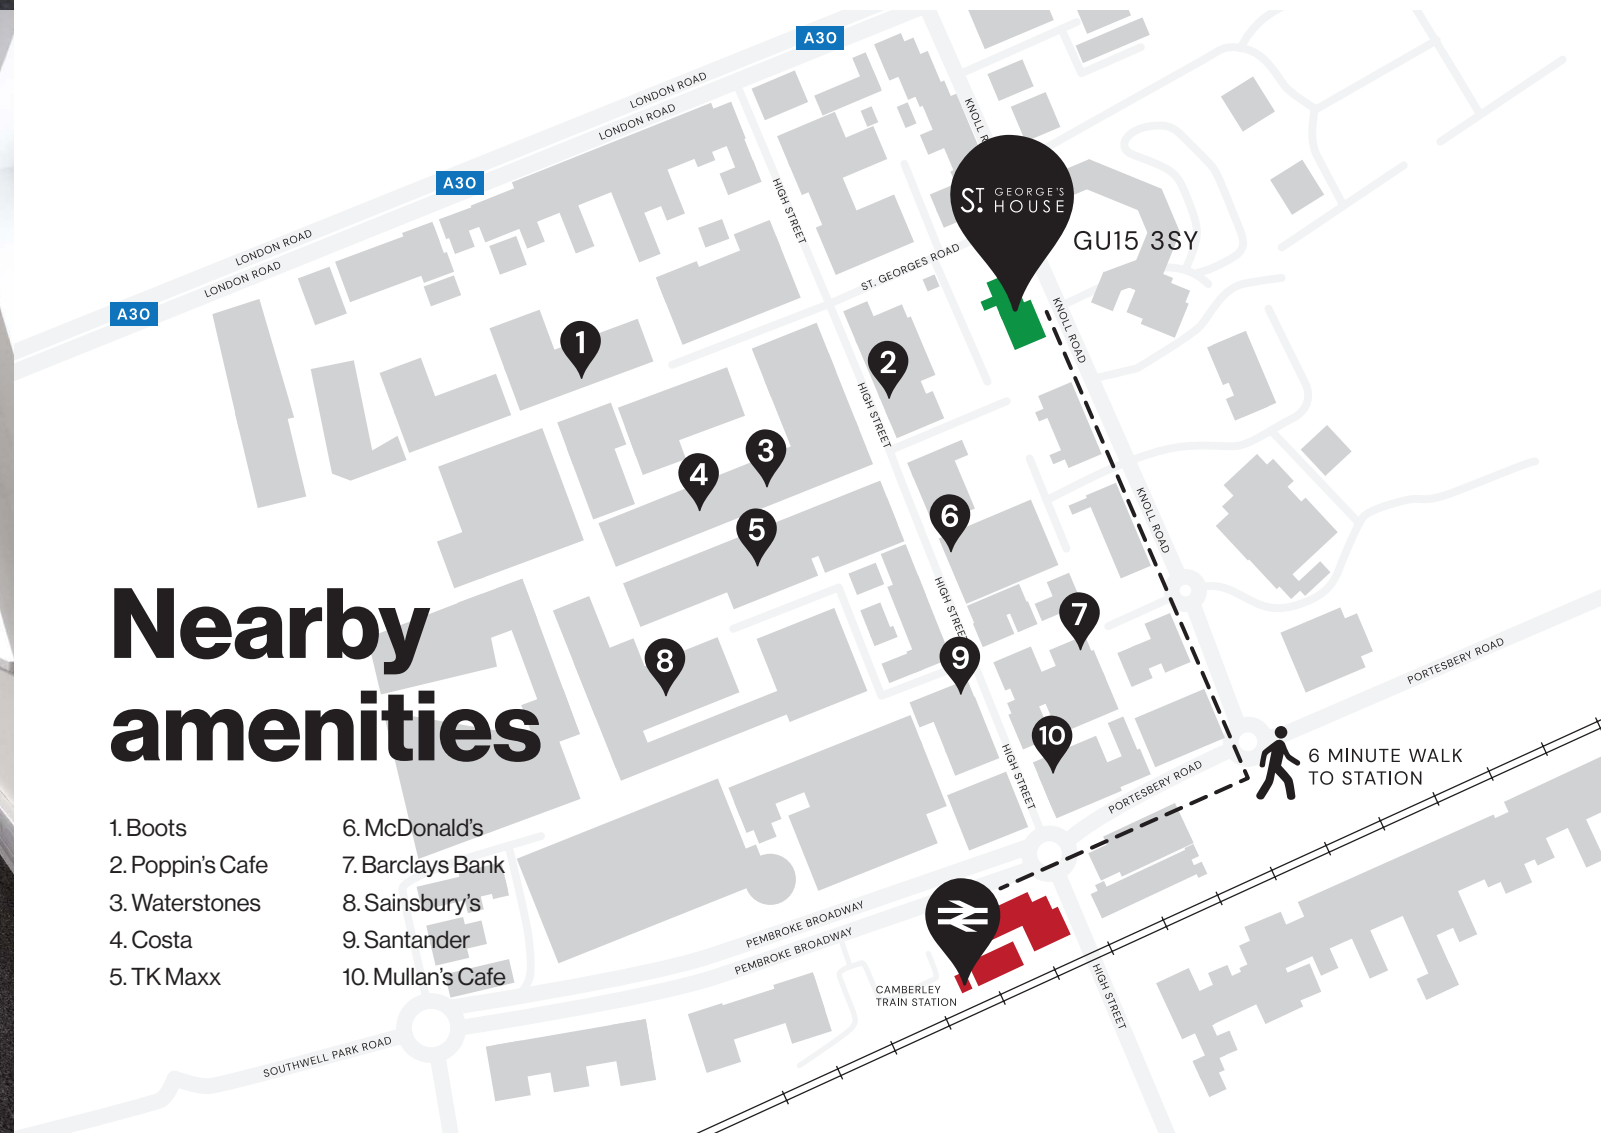 A30
LONDON ROAD
LONDON ROAD
A30
LONDON ROAD
LONDON ROAD
A30
KNOLL R
HIGH STREET
ST. GEORGE'S
HOUSE
GU15 3SY
ST. GEORGES ROAD
KNOLL ROAD
1
2
HIGH STREET
3
4
5
6
KNOLL ROAD
HIGH STREET
7
8
9
10
PORTESBERY ROAD
HIGH STREET
PORTESBERY ROAD
6 MINUTE WALK
TO STATION
Nearby
amenities
1. Boots
2. Poppin's Cafe
3. Waterstones
4. Costa
5. TK Maxx
6. McDonald's
7. Barclays Bank
8. Sainsbury's
9. Santander
10. Mullan's Cafe
PEMBROKE BROADWAY
PEMBROKE BROADWAY
CAMBERLEY
TRAIN STATION
HIGH STREET
SOUTHWELL PARK ROAD